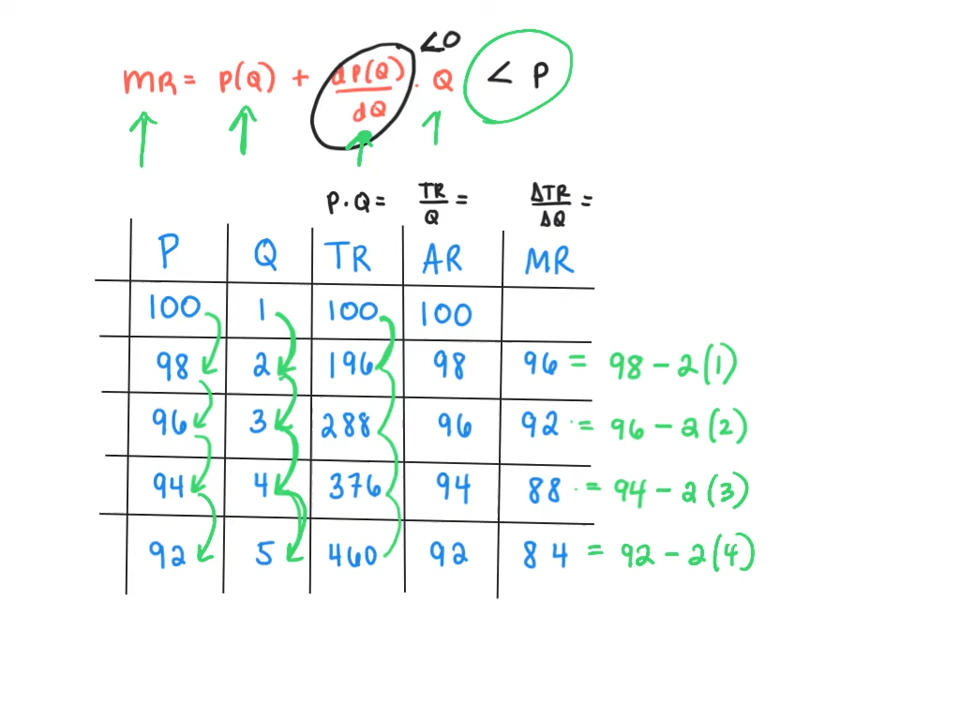 <0
MR = P(Q) + dP(Q)/dQ · Q < P
P · Q = TR/Q = ΔTR/ΔQ =
P Q TR AR MR
100 1 100 100
98 2 196 98 96 = 98 - 2(1)
96 3 288 96 92 = 96 - 2(2)
94 4 376 94 88 = 94 - 2(3)
92 5 460 92 84 = 92 - 2(4)